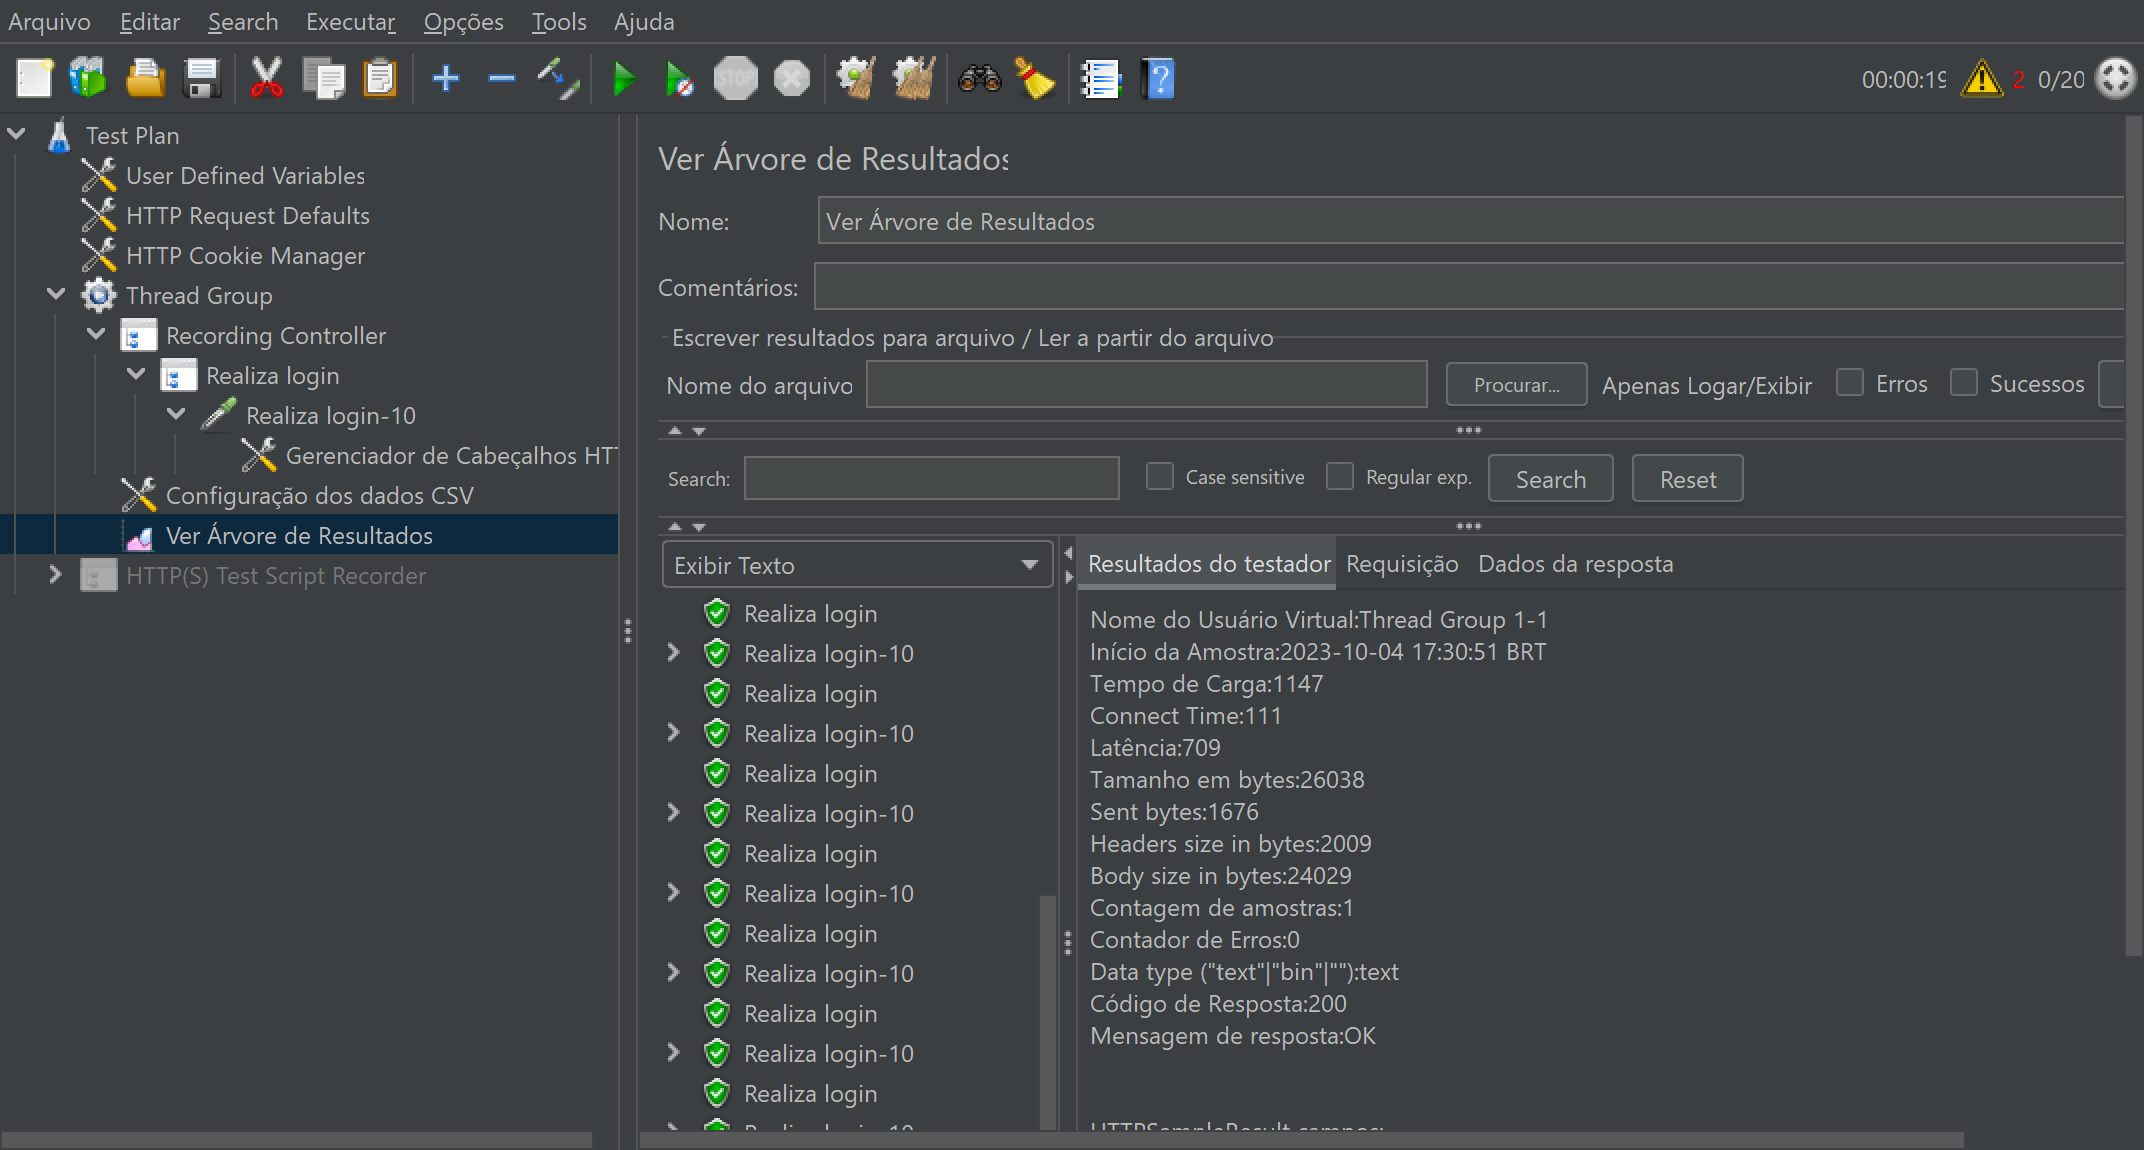 Arquivo Editar Search Executar Opções Tools Ajuda
STOP
00:00:19 2 0/20
Test Plan
User Defined Variables
HTTP Request Defaults
HTTP Cookie Manager
Thread Group
Recording Controller
Realiza login
Realiza login-10
Gerenciador de Cabeçalhos HTT
Configuração dos dados CSV
Ver Árvore de Resultados
HTTP(S) Test Script Recorder
Ver Árvore de Resultados
Nome: Ver Árvore de Resultados
Comentários:
Escrever resultados para arquivo / Ler a partir do arquivo
Nome do arquivo Procurar... Apenas Logar/Exibir Erros Sucessos
Search: Case sensitive Regular exp. Search Reset
Exibir Texto
Realiza login
Realiza login-10
Realiza login
Realiza login-10
Realiza login
Realiza login-10
Realiza login
Realiza login-10
Realiza login
Realiza login-10
Realiza login
Realiza login-10
Realiza login
Realiza login-10
Resultados do testador Requisição Dados da resposta
Nome do Usuário Virtual:Thread Group 1-1
Início da Amostra:2023-10-04 17:30:51 BRT
Tempo de Carga:1147
Connect Time:111
Latência:709
Tamanho em bytes:26038
Sent bytes:1676
Headers size in bytes:2009
Body size in bytes:24029
Contagem de amostras:1
Contador de Erros:0
Data type ("text"|"bin"|""):text
Código de Resposta:200
Mensagem de resposta:OK
HTTPSampleResult campos: